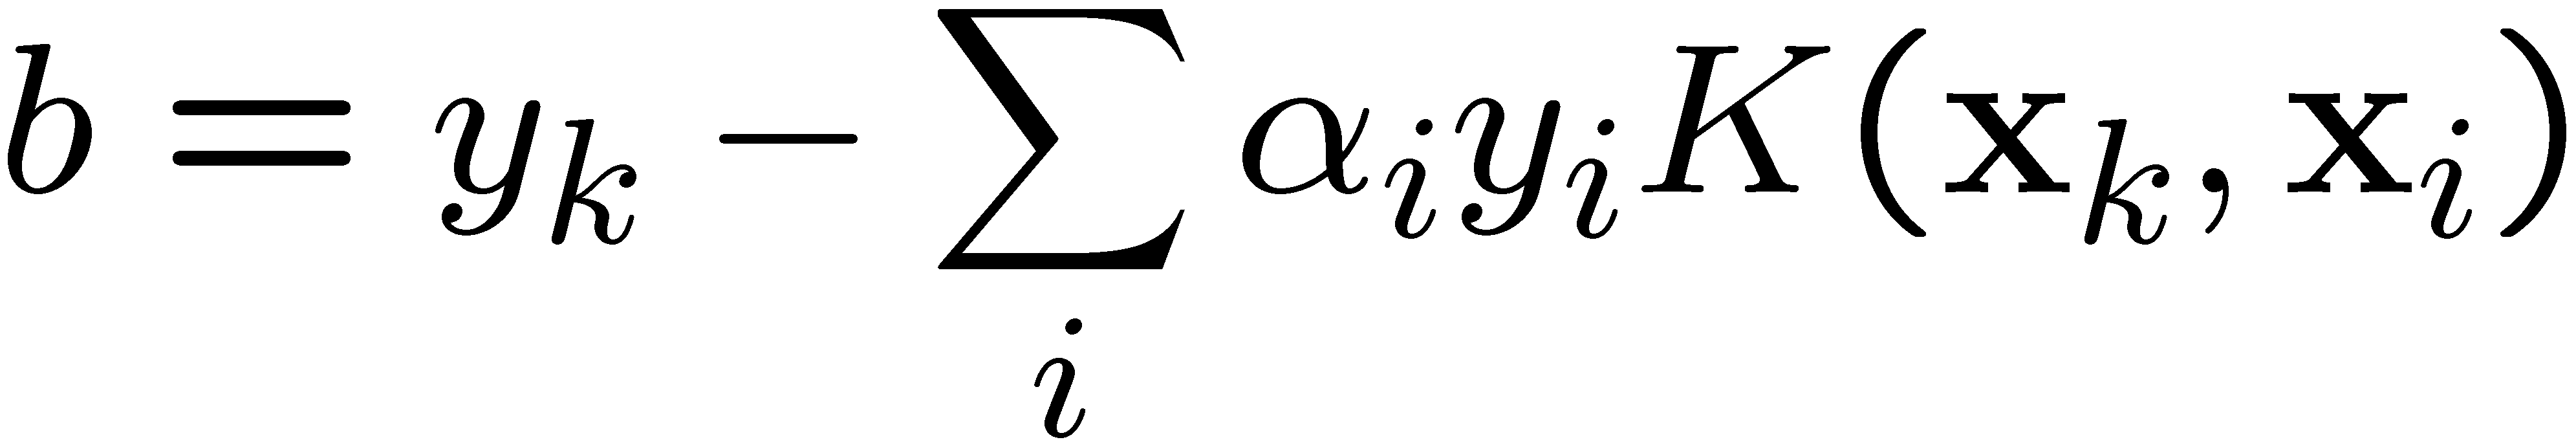 b = y_k - \sum_i \alpha_i y_i K(\mathbf{x}_k, \mathbf{x}_i)